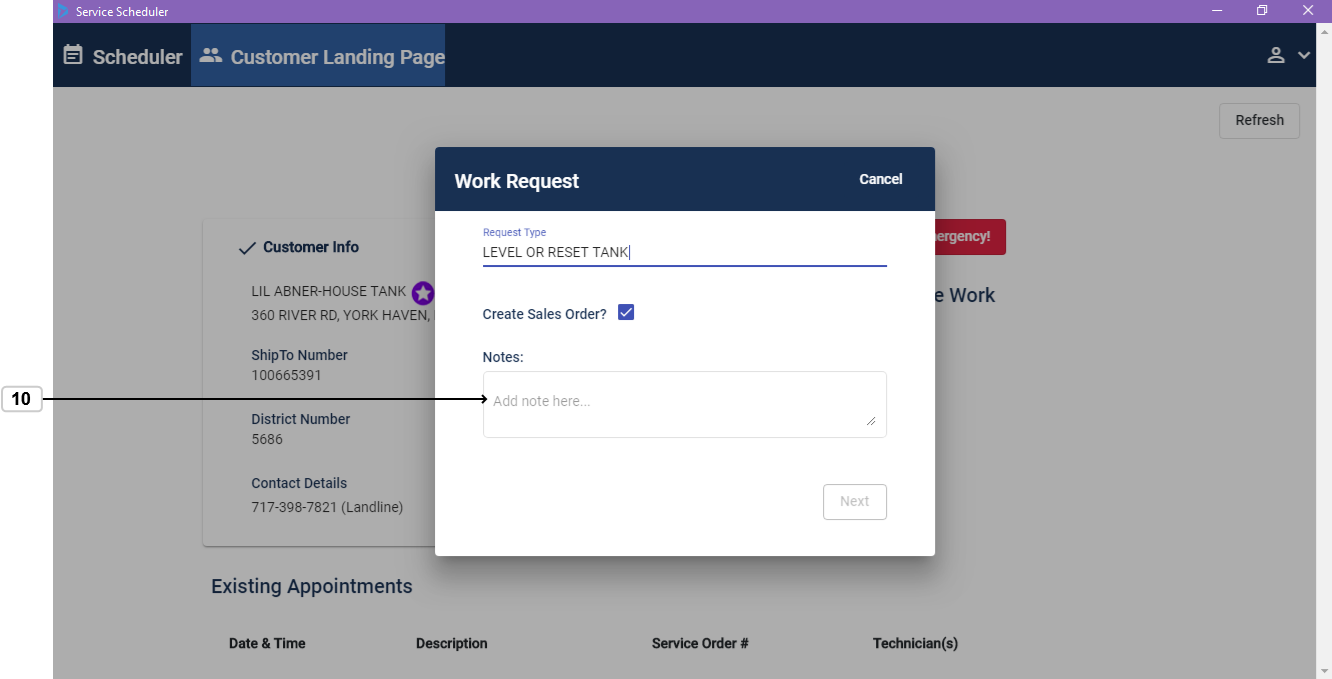 Service Scheduler
Scheduler
Customer Landing Page
Refresh
Work Request
Cancel
Request Type
LEVEL OR RESET TANK
Create Sales Order?
Notes:
Add note here...
Next
Customer Info
LIL ABNER-HOUSE TANK
360 RIVER RD, YORK HAVEN,
ShipTo Number
100665391
District Number
5686
Contact Details
717-398-7821 (Landline)
ergency!
e Work
10
Existing Appointments
Date & Time Description Service Order # Technician(s)